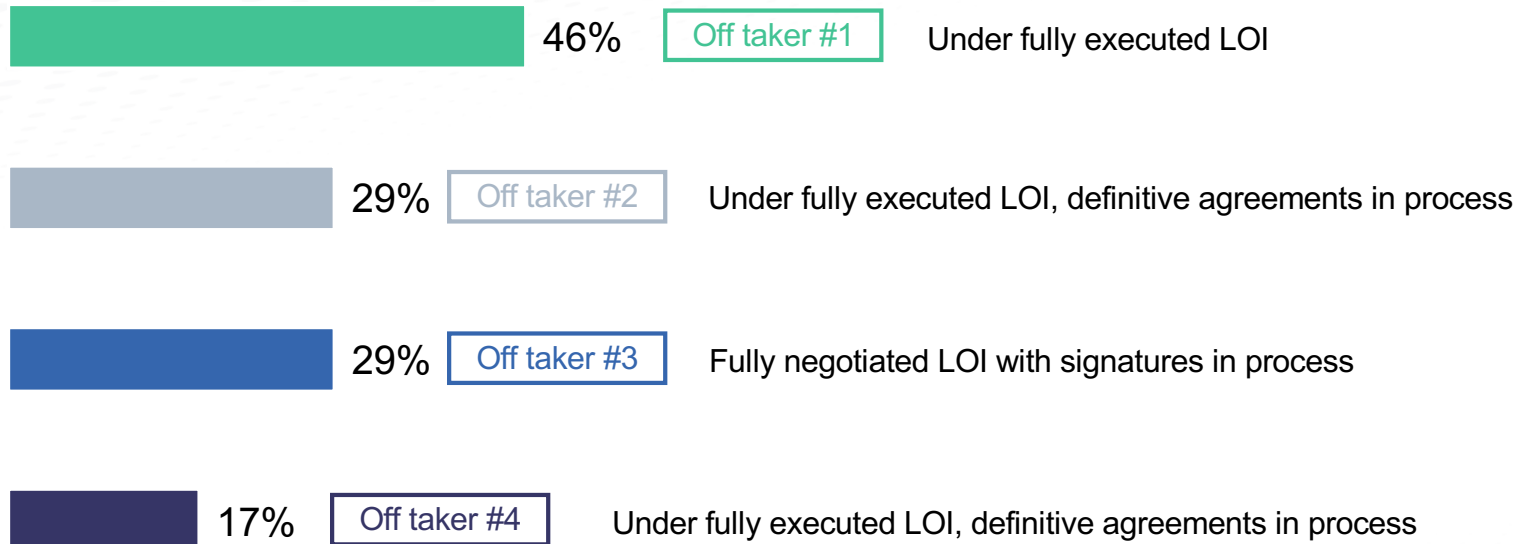 46% Off taker #1 Under fully executed LOI
29% Off taker #2 Under fully executed LOI, definitive agreements in process
29% Off taker #3 Fully negotiated LOI with signatures in process
17% Off taker #4 Under fully executed LOI, definitive agreements in process